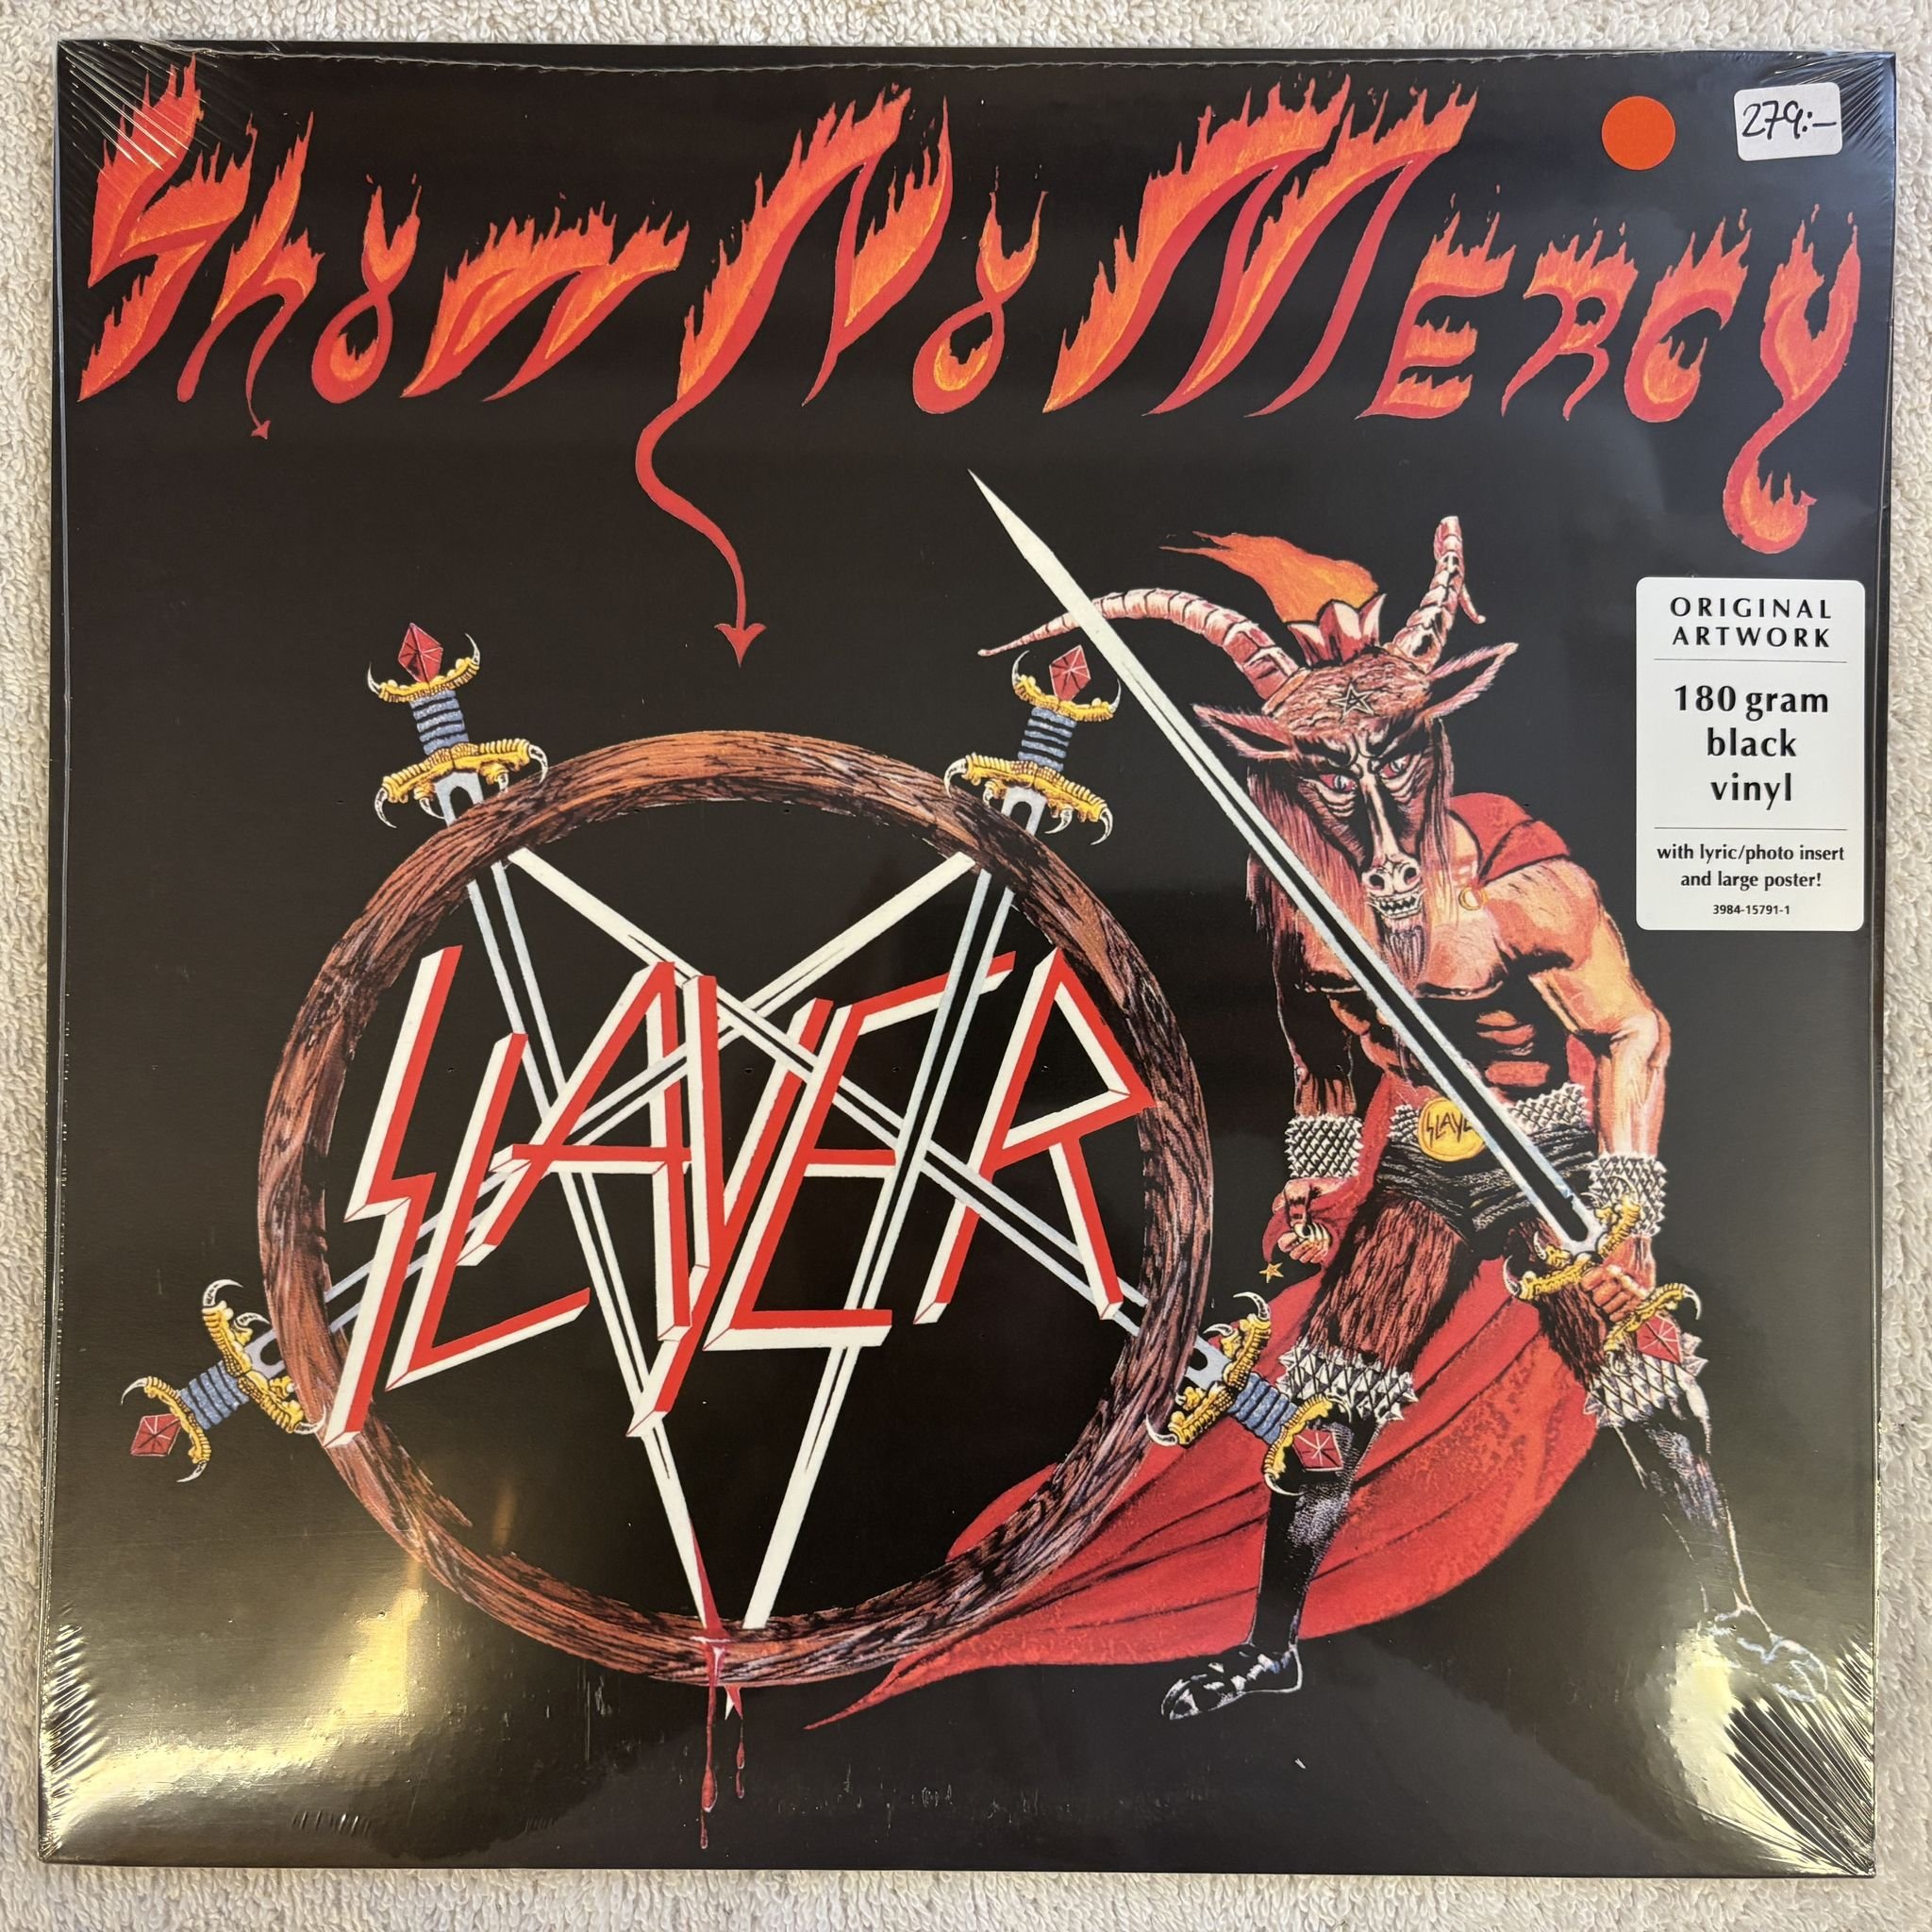 Show No Mercy
279:-
ORIGINAL
ARTWORK
180 gram
black
vinyl
with lyric/photo insert
and large poster!
3984-15791-1
SLAYER
SLAYE